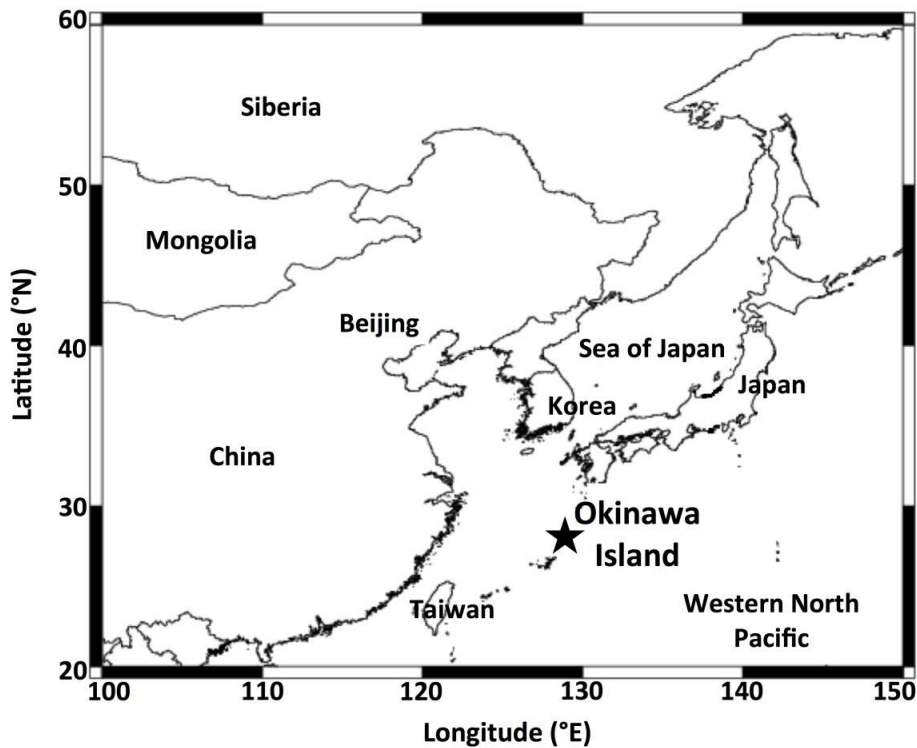 60
Siberia
50
Mongolia
Beijing
40
Sea of Japan
Japan
Korea
China
30
Okinawa
Island
Taiwan
Western North
Pacific
20
100
110
120
130
140
150
Latitude (°N)
Longitude (°E)